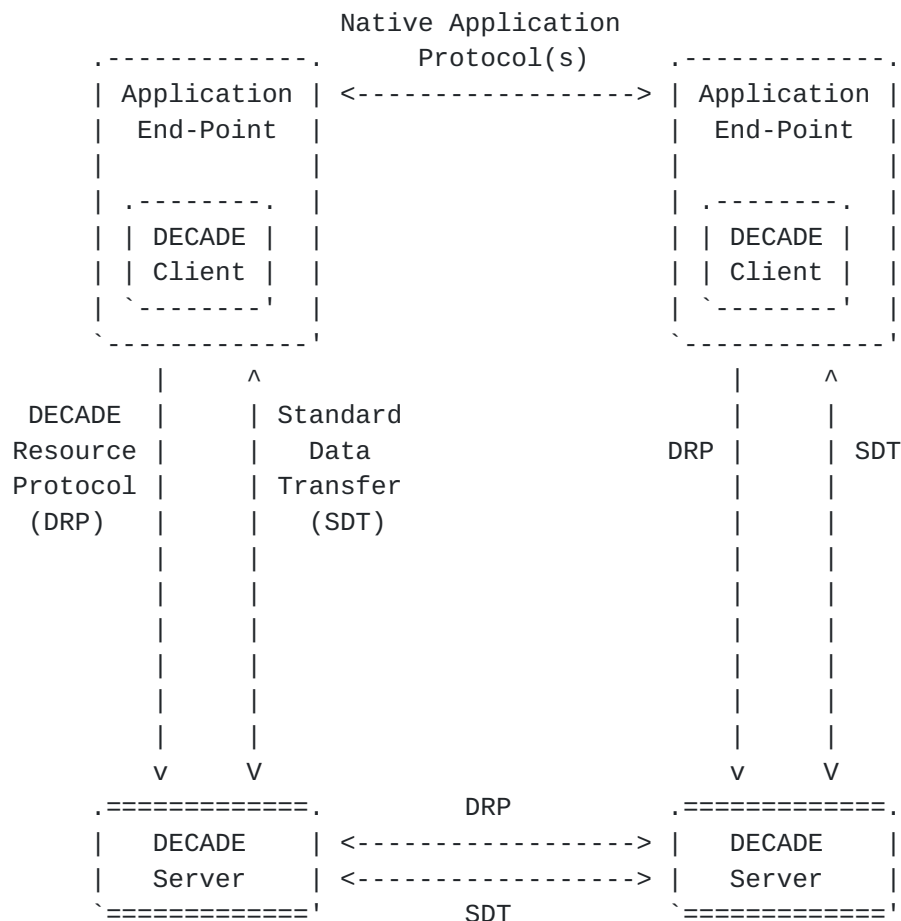 Native Application
Protocol(s)
Application
End-Point
Application
End-Point
DECADE
Client
DECADE
Client
DECADE
Resource
Protocol
(DRP)
Standard
Data
Transfer
(SDT)
DRP
SDT
DRP
DECADE
Server
DECADE
Server
SDT